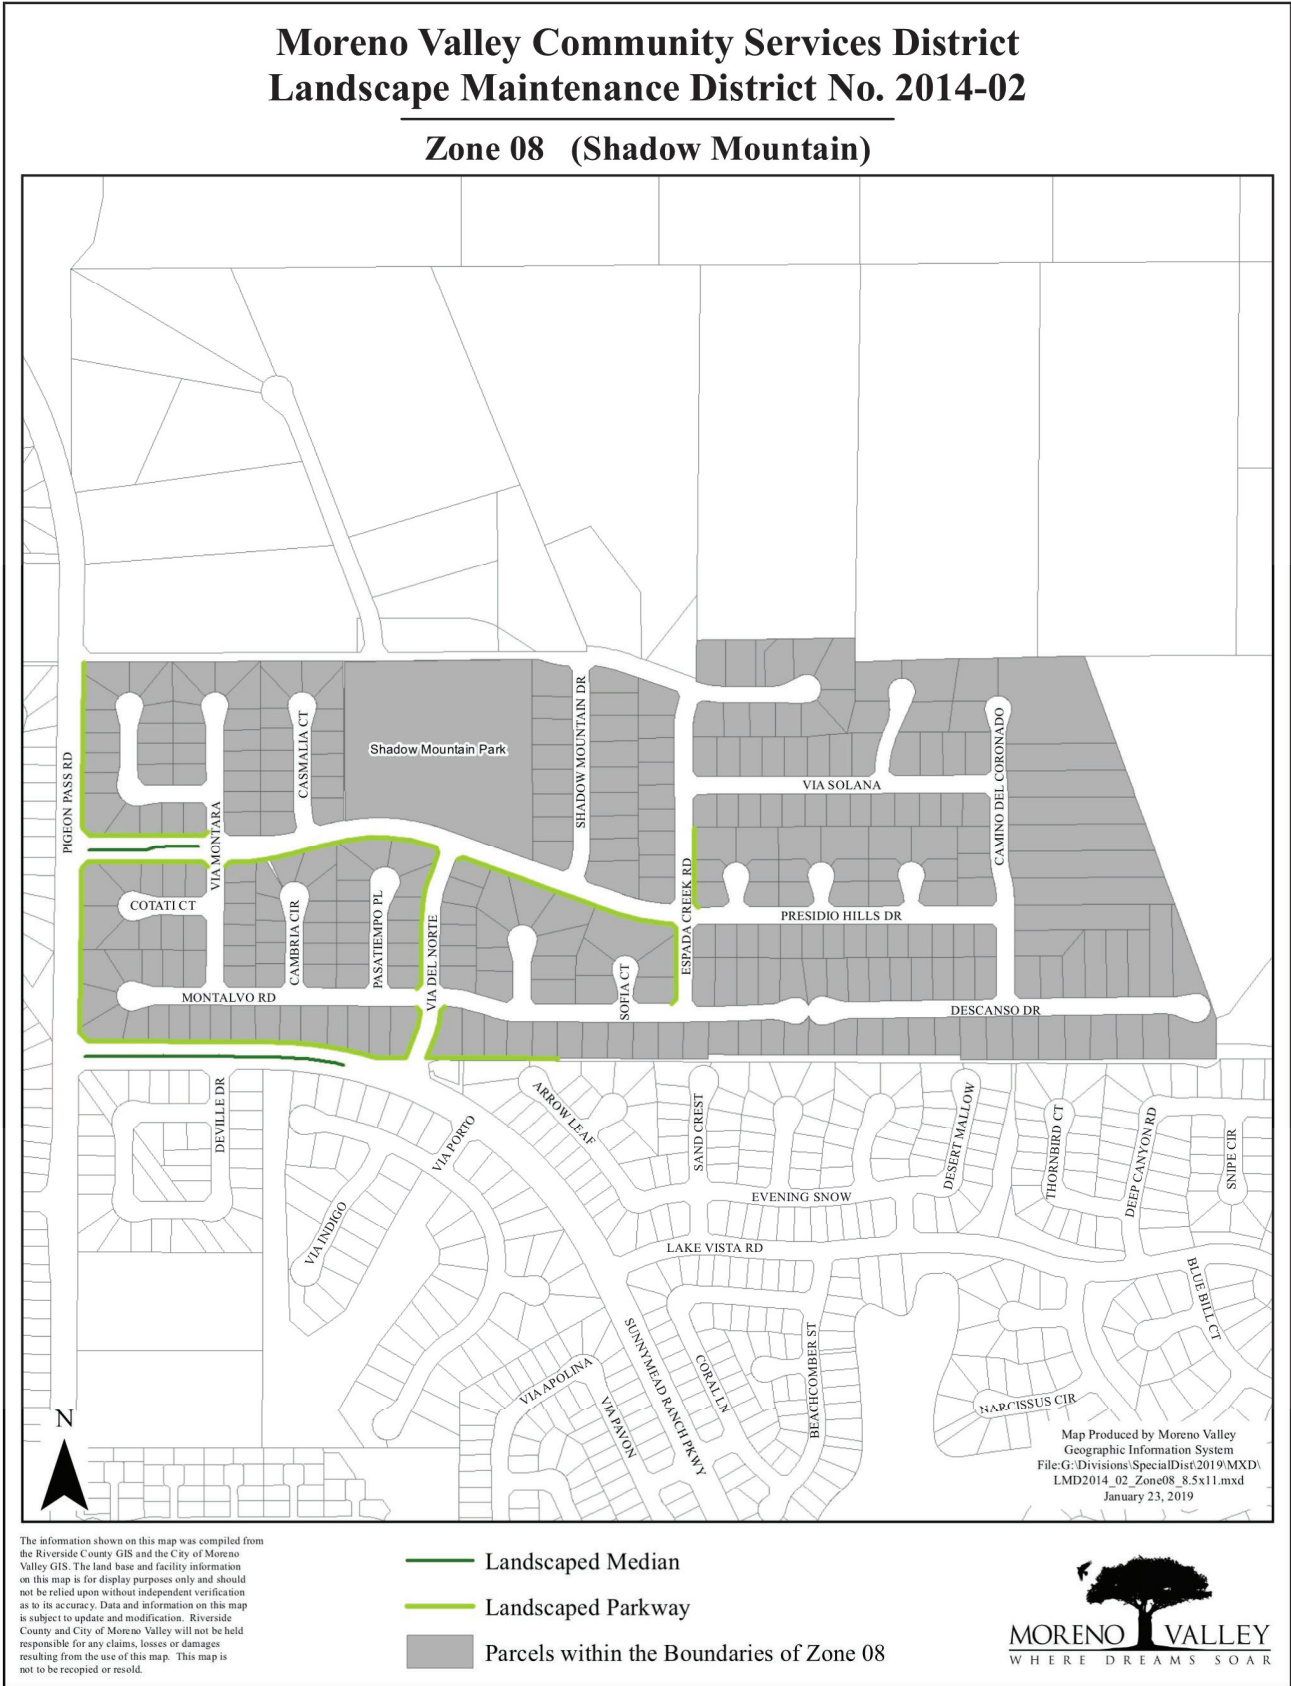 Moreno Valley Community Services District
Landscape Maintenance District No. 2014-02
Zone 08 (Shadow Mountain)
Shadow Mountain Park
PIGEON PASS RD
VIA MONTARA
CASMALIA CT
SHADOW MOUNTAIN DR
VIA SOLANA
CAMINO DEL CORONADO
COTATI CT
CAMBRIA CIR
PASATIEMPO PL
VIA DEL NORTE
ESPADA CREEK RD
PRESIDIO HILLS DR
MONTALVO RD
SOFIA CT
DESCANSO DR
DEVILLE DR
VIA PORTO
ARROW LEAF
SAND CREST
DESERT MALLOW
THORNBIRD CT
DEEP CANYON RD
SNIPE CIR
EVENING SNOW
VIA INDIGO
LAKE VISTA RD
BLUE BILL CT
SUNNYMEAD RANCH PKWY
CORAL LN
BEACHCOMBER ST
VIA APOLINA
VIA PAVON
NARCISSUS CIR
N
Map Produced by Moreno Valley
Geographic Information System
File:G:\Divisions\SpecialDist\2019\MXD\
LMD2014_02_Zone08_8.5x11.mxd
January 23, 2019
The information shown on this map was compiled from
the Riverside County GIS and the City of Moreno
Valley GIS. The land base and facility information
on this map is for display purposes only and should
not be relied upon without independent verification
as to its accuracy. Data and information on this map
is subject to update and modification. Riverside
County and City of Moreno Valley will not be held
responsible for any claims, losses or damages
resulting from the use of this map. This map is
not to be recopied or resold.
Landscaped Median
Landscaped Parkway
Parcels within the Boundaries of Zone 08
MORENO VALLEY
WHERE DREAMS SOAR